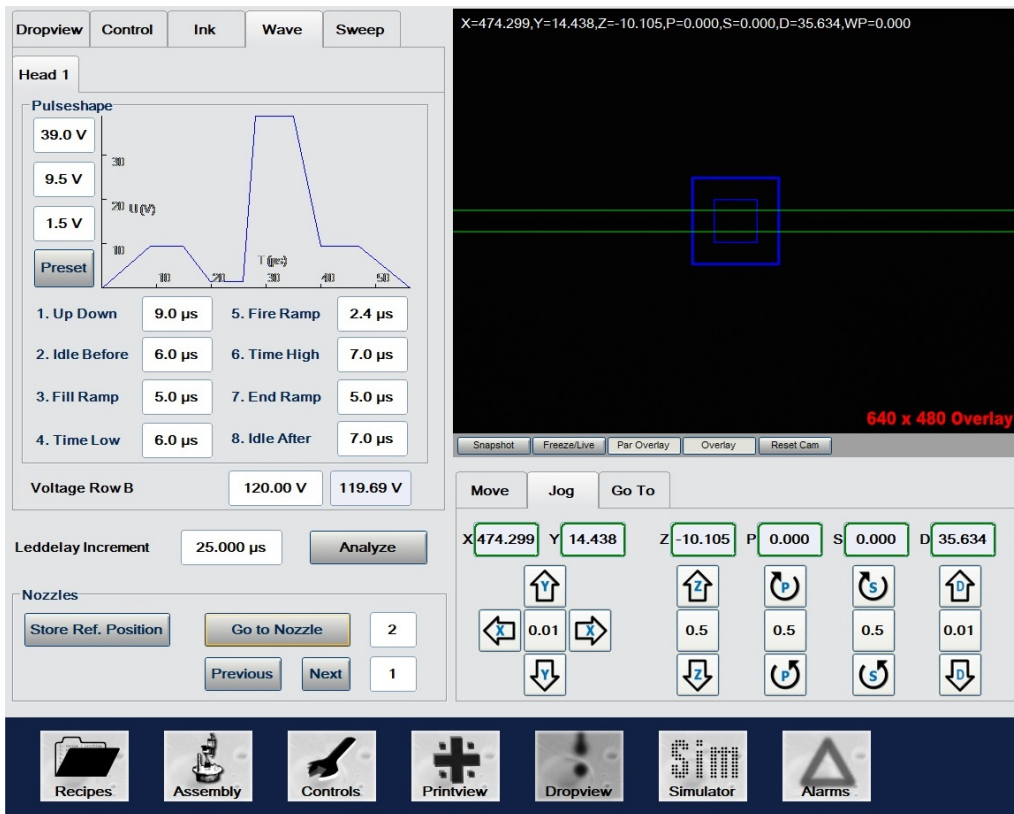 Dropview Control Ink Wave Sweep
Head 1
Pulseshape
39.0 V
9.5 V
1.5 V
Preset
30
20 U (V)
10
T (µs)
10 20 30 40 50
1. Up Down 9.0 µs 5. Fire Ramp 2.4 µs
2. Idle Before 6.0 µs 6. Time High 7.0 µs
3. Fill Ramp 5.0 µs 7. End Ramp 5.0 µs
4. Time Low 6.0 µs 8. Idle After 7.0 µs
Voltage Row B 120.00 V 119.69 V
Leddelay Increment 25.000 µs Analyze
Nozzles
Store Ref. Position Go to Nozzle 2
Previous Next 1
X=474.299,Y=14.438,Z=-10.105,P=0.000,S=0.000,D=35.634,WP=0.000
640 x 480 Overlay
Snapshot Freeze/Live Par Overlay Overlay Reset Cam
Move Jog Go To
X 474.299 Y 14.438 Z -10.105 P 0.000 S 0.000 D 35.634
Y Z P S D
X 0.01 X 0.5 0.5 0.5 0.01
Y Z P S D
Sim
Recipes Assembly Controls Printview Dropview Simulator Alarms